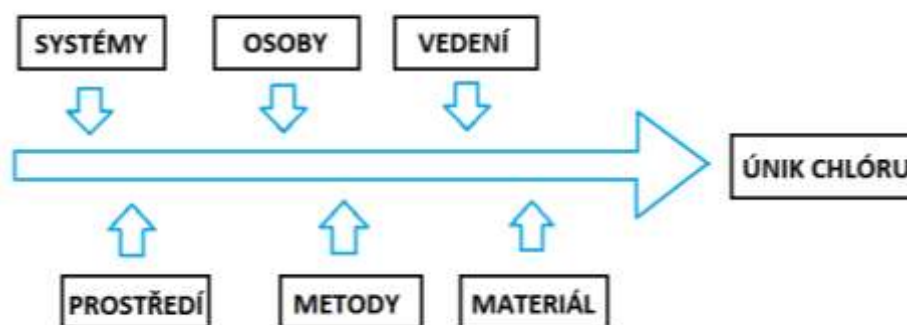 SYSTÉMY
OSOBY
VEDENÍ
ÚNIK CHLÓRU
PROSTŘEDÍ
METODY
MATERIÁL